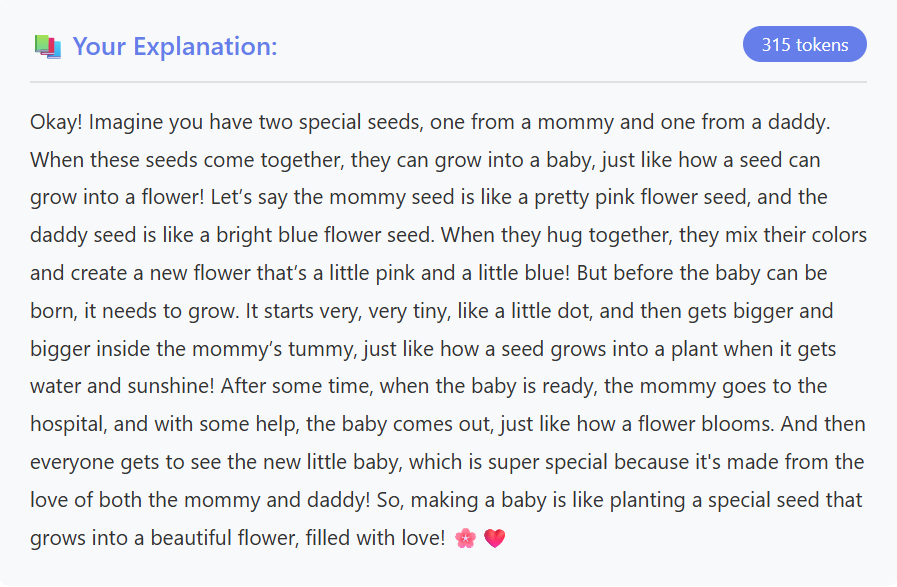 📚 Your Explanation:
315 tokens
Okay! Imagine you have two special seeds, one from a mommy and one from a daddy.
When these seeds come together, they can grow into a baby, just like how a seed can
grow into a flower! Let’s say the mommy seed is like a pretty pink flower seed, and the
daddy seed is like a bright blue flower seed. When they hug together, they mix their colors
and create a new flower that’s a little pink and a little blue! But before the baby can be
born, it needs to grow. It starts very, very tiny, like a little dot, and then gets bigger and
bigger inside the mommy’s tummy, just like how a seed grows into a plant when it gets
water and sunshine! After some time, when the baby is ready, the mommy goes to the
hospital, and with some help, the baby comes out, just like how a flower blooms. And then
everyone gets to see the new little baby, which is super special because it's made from the
love of both the mommy and daddy! So, making a baby is like planting a special seed that
grows into a beautiful flower, filled with love! 🌸 ❤️